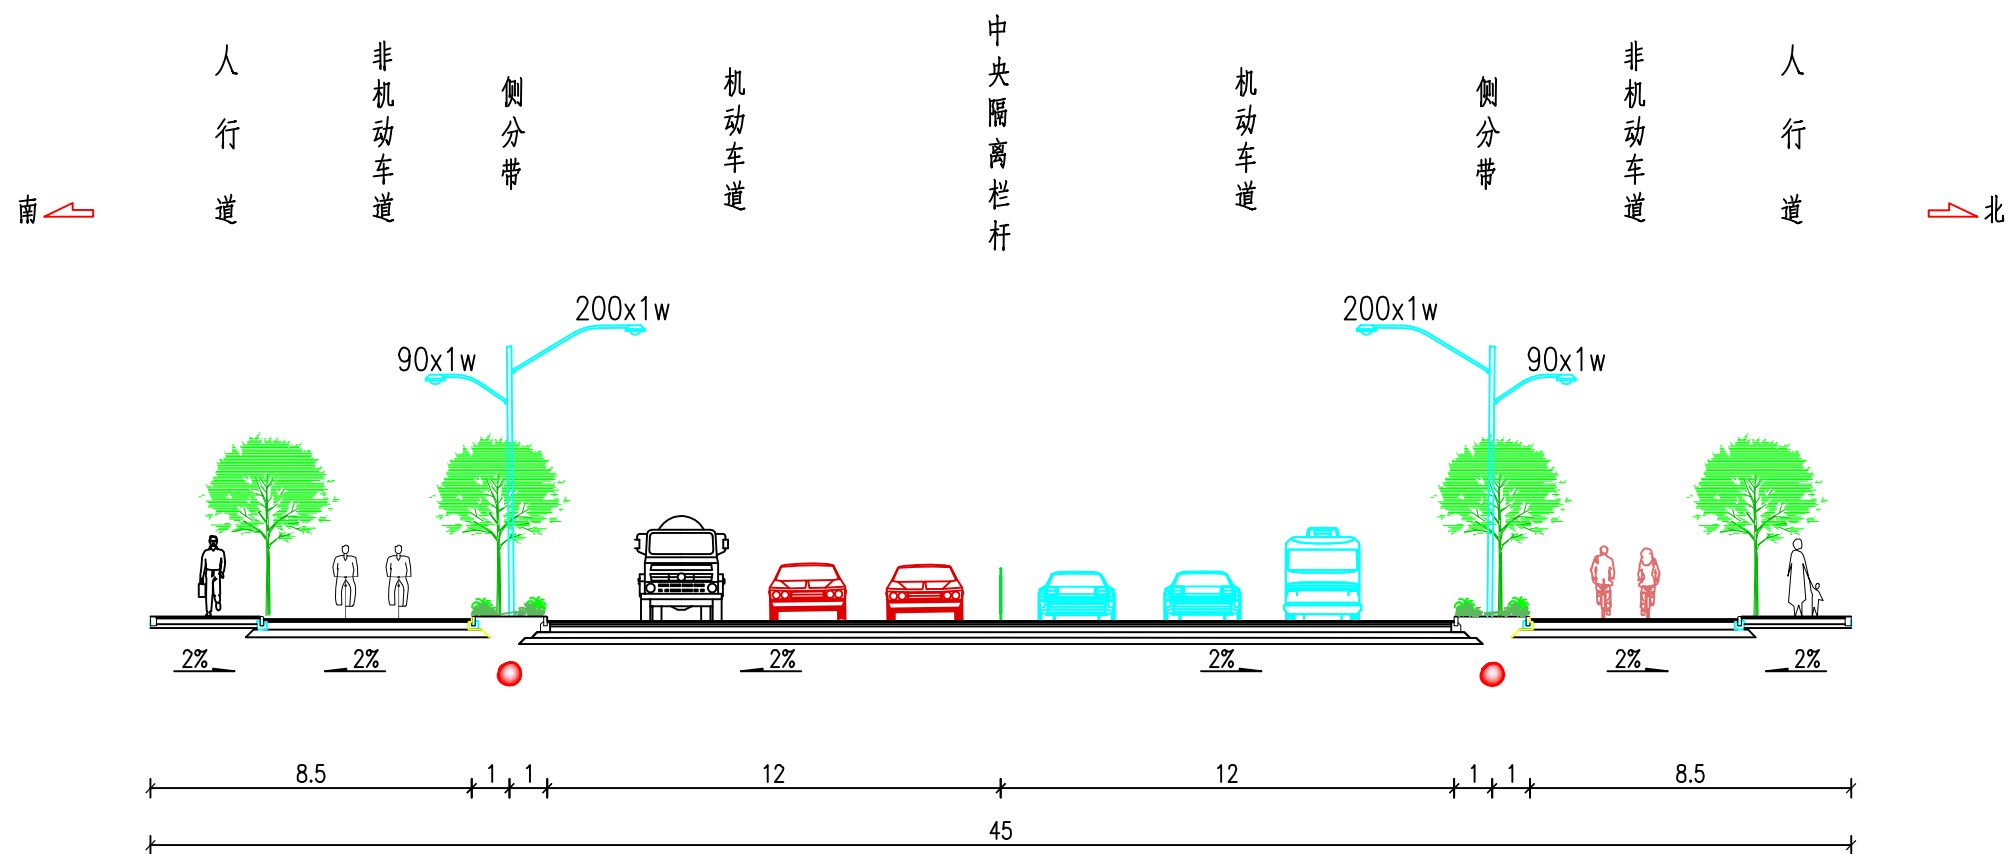 人行道
非机动车道
侧分带
机动车道
中央隔离栏杆
机动车道
侧分带
非机动车道
人行道
南
北
200x1w
200x1w
90x1w
90x1w
2%
2%
2%
2%
2%
2%
8.5
1
1
12
12
1
1
8.5
45